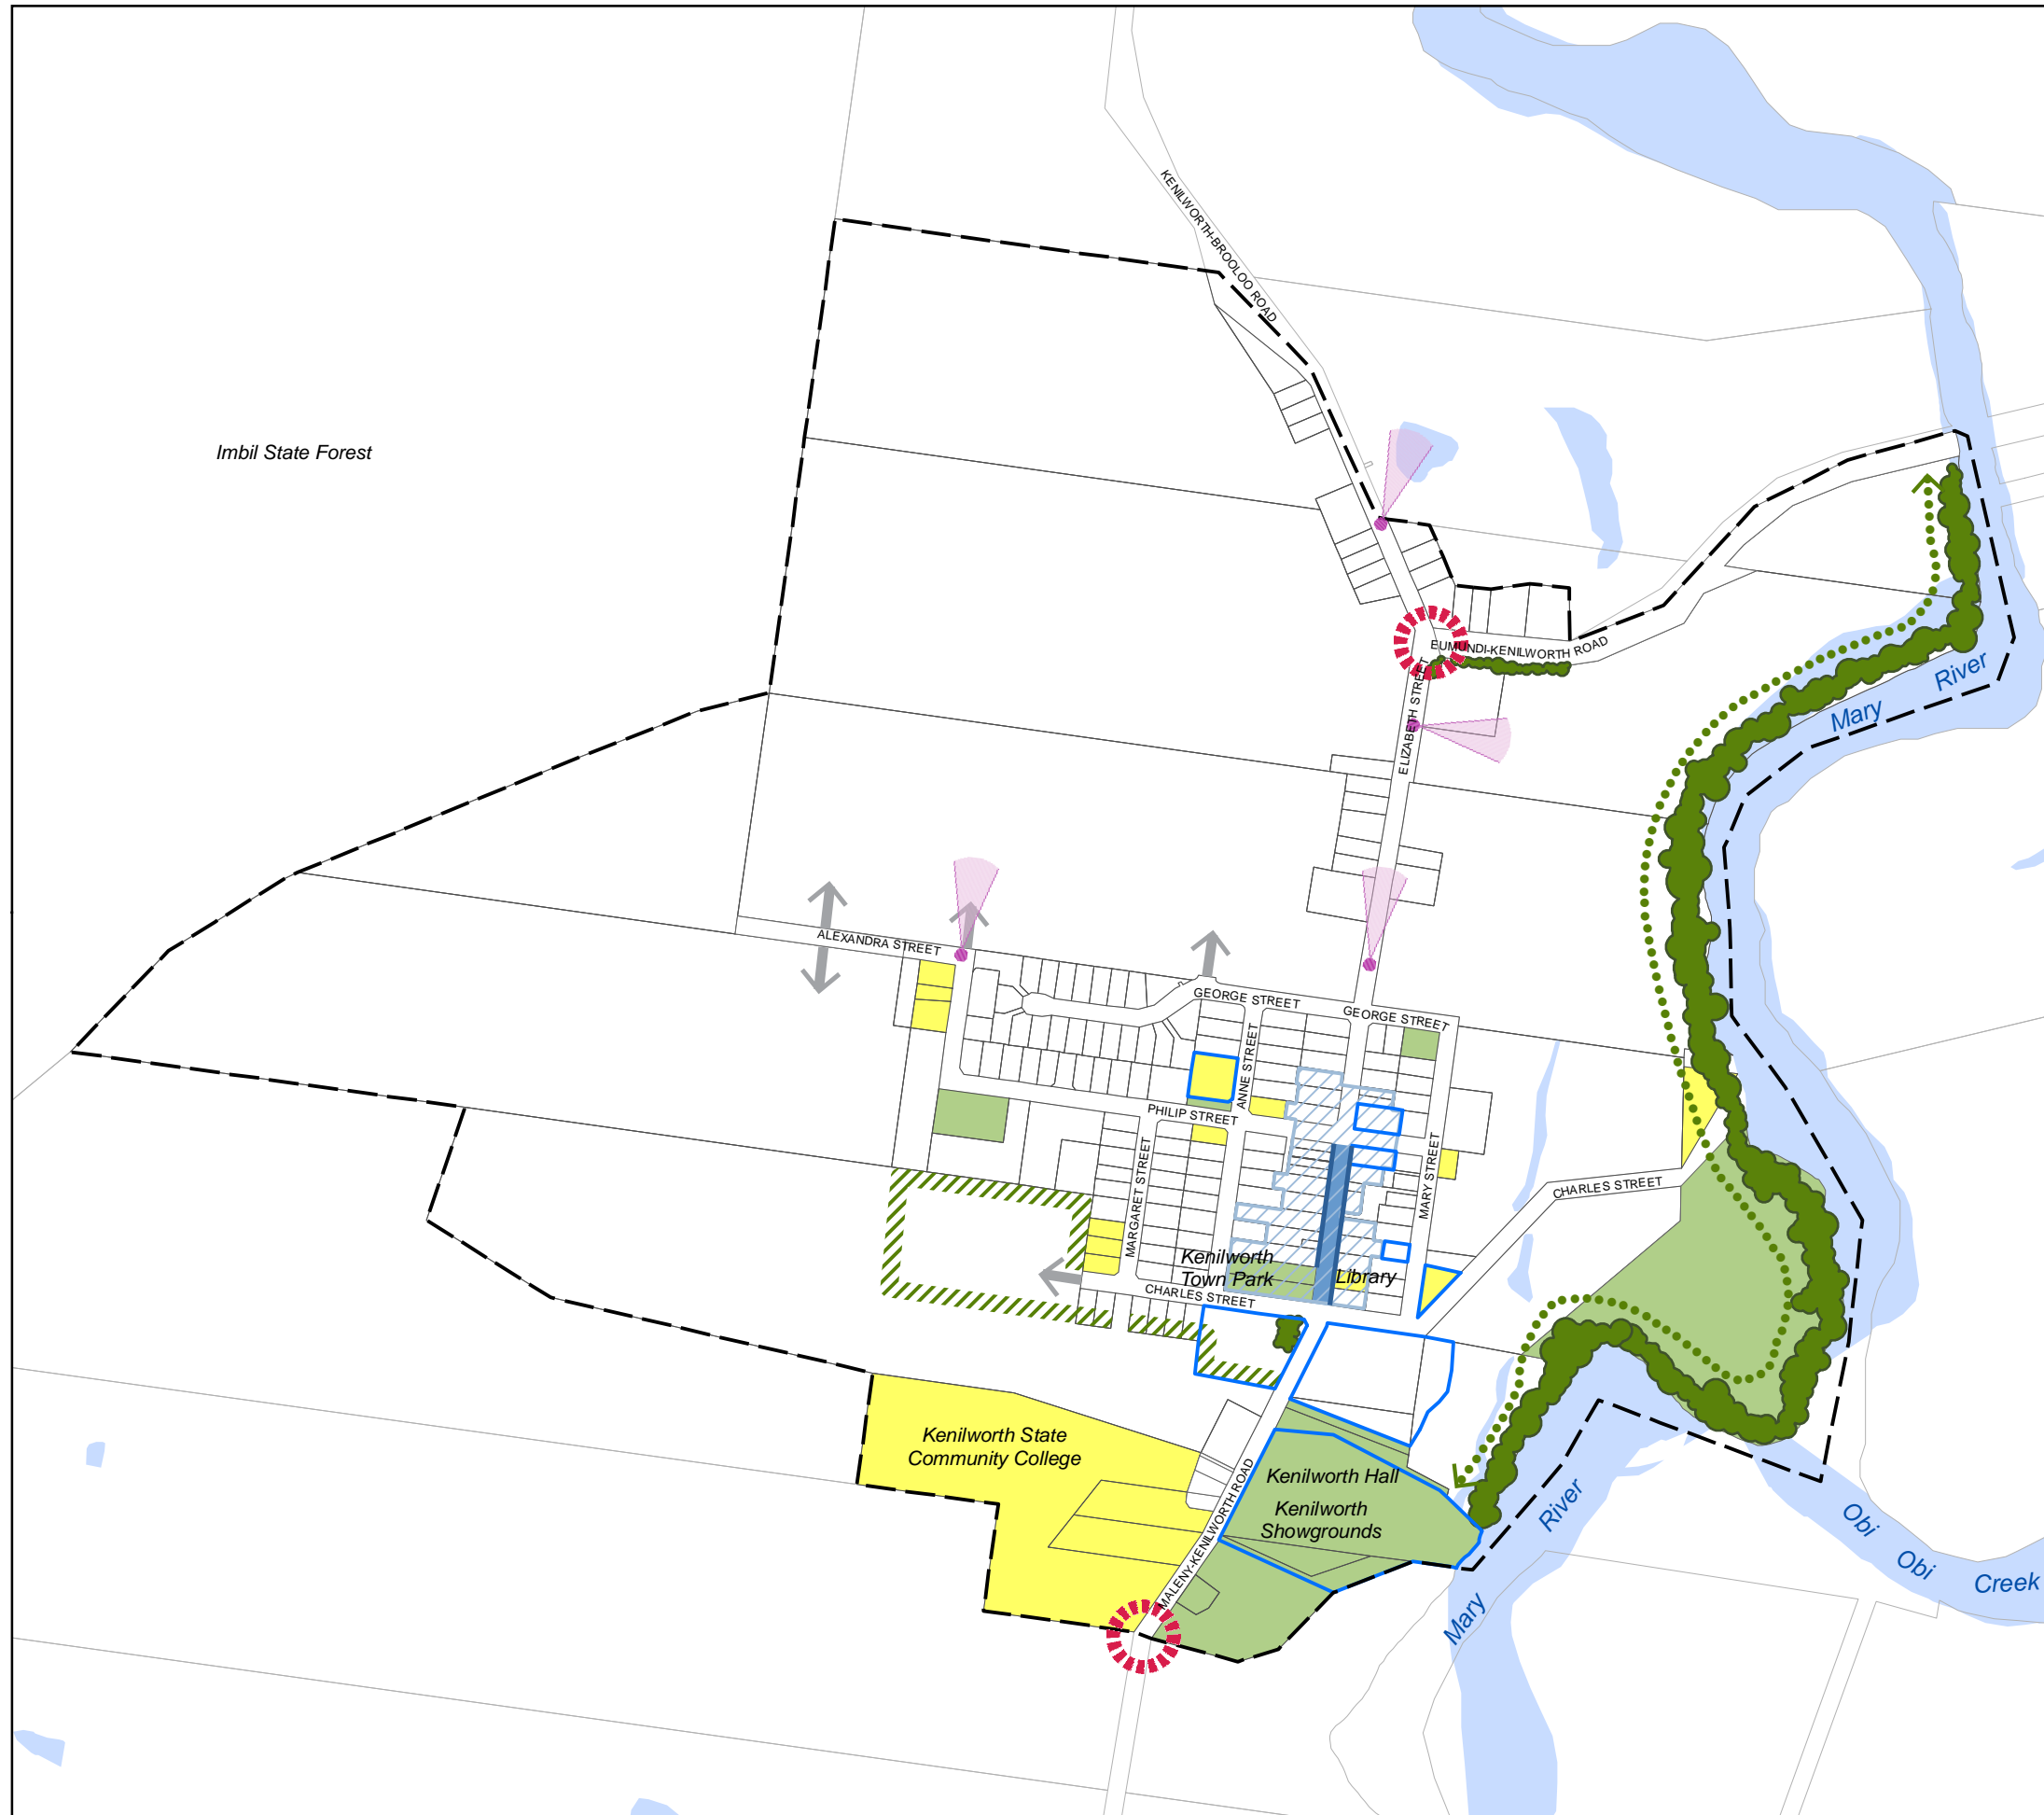 KENILWORTH-BROOLOO ROAD
Imbil State Forest
EUMUNDI-KENILWORTH ROAD
River
Mary
ELIZABETH STREET
ALEXANDRA STREET
GEORGE STREET
GEORGE STREET
ANNE STREET
PHILIP STREET
MARGARET STREET
MARY STREET
CHARLES STREET
Kenilworth
Town Park
Library
CHARLES STREET
Kenilworth State
Community College
Kenilworth Hall
Kenilworth
Showgrounds
MALENY-KENILWORTH ROAD
River
Mary
Obi
Obi
Creek